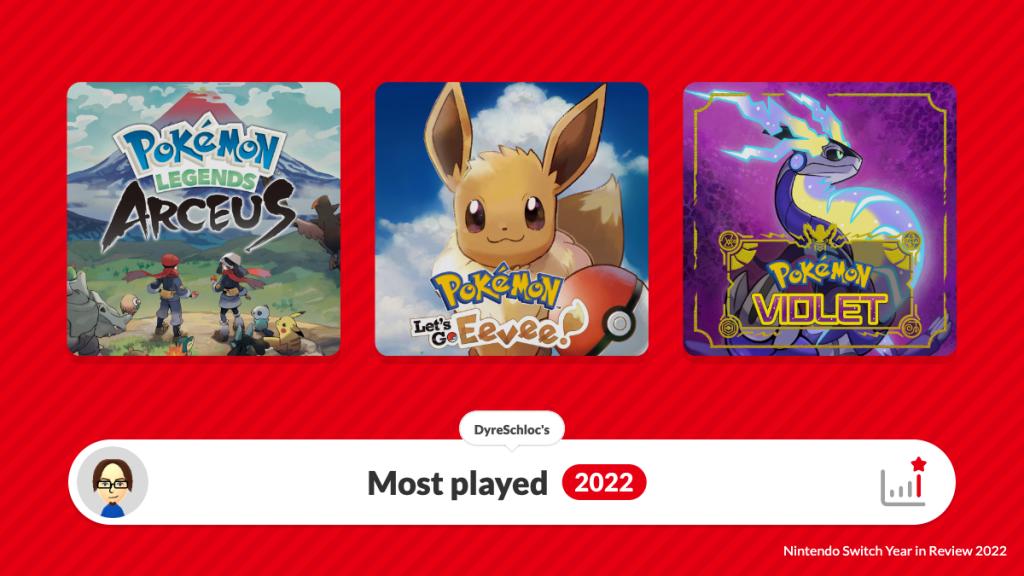 POKéMON
LEGENDS
ARCEUS
POKéMON
Let's Go Eevee!
POKéMON
VIOLET
DyreSchloc's
Most played 2022
Nintendo Switch Year in Review 2022